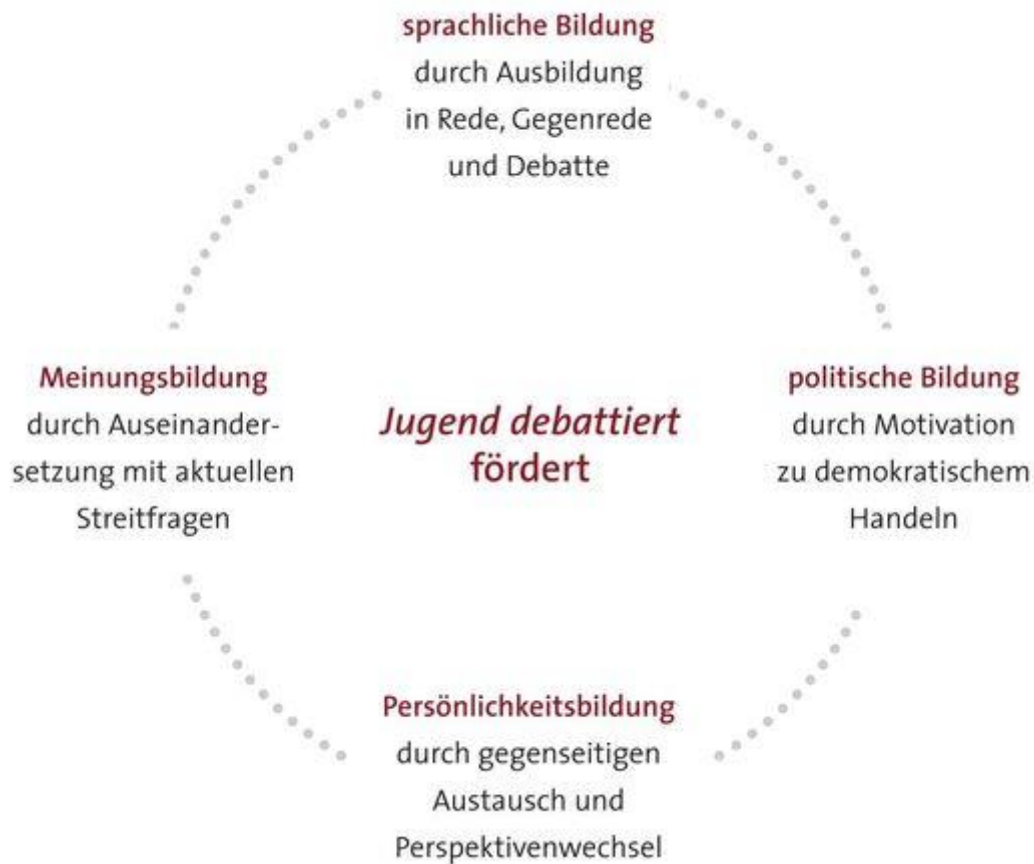 sprachliche Bildung
durch Ausbildung
in Rede, Gegenrede
und Debatte
Meinungsbildung
durch Auseinander-
setzung mit aktuellen
Streitfragen
Jugend debattiert
fördert
politische Bildung
durch Motivation
zu demokratischem
Handeln
Persönlichkeitsbildung
durch gegenseitigen
Austausch und
Perspektivenwechsel